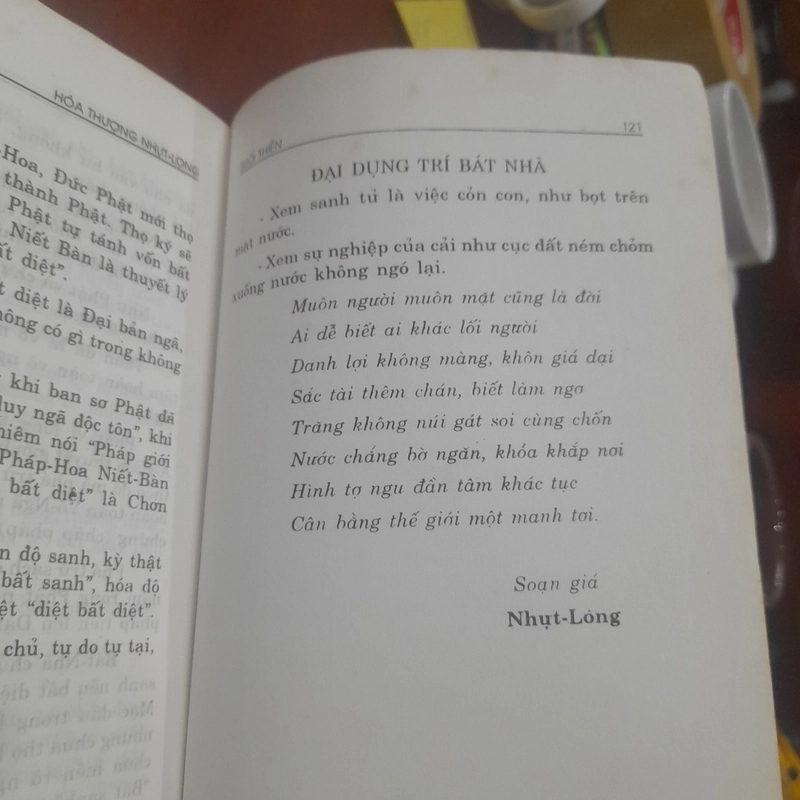 HÒA THƯỢNG NHỰT-LONG
-Hoa, Đức Phật mới thọ
thành Phật. Thọ ký sẽ
Phật tự tánh vốn bất
Niết Bàn là thuyết lý
ất diệt”.
t diệt là Đại bản ngã,
hông có gì trong không
khi ban sơ Phật dã
duy ngã độc tôn”, khi
hiêm nói “Pháp giới
Pháp-Hoa Niết-Bàn
bất diệt” là Chơn
n độ sanh, kỳ thật
bất sanh”, hóa độ
ệt “diệt bất diệt”.
chủ, tự do tự tại,
THIỀN 121
ĐẠI DỤNG TRÍ BÁT NHÃ
- Xem sanh tử là việc cỏn con, như bọt trên
mặt nước.
- Xem sự nghiệp của cải như cục đất ném chỏm
xuống nước không ngó lại.
Muôn người muôn mặt cũng là đời
Ai dễ biết ai khác lối người
Danh lợi không màng, khôn giả dại
Sắc tài thêm chán, biết làm ngơ
Trăng không núi gát soi cùng chốn
Nước chẳng bờ ngăn, khỏa khắp nơi
Hình tợ ngu đần tâm khác tục
Cân bằng thế giới một manh tơi.
Soạn giả
Nhựt-Long